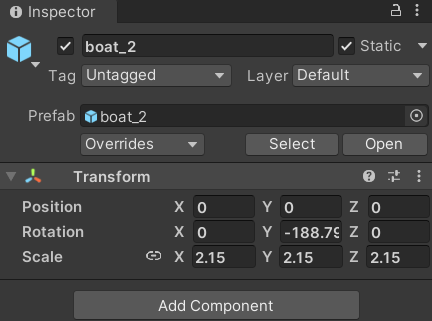 Inspector
boat_2 Static
Tag Untagged Layer Default
Prefab boat_2
Overrides Select Open
Transform
Position X 0 Y 0 Z 0
Rotation X 0 Y -188.79 Z 0
Scale X 2.15 Y 2.15 Z 2.15
Add Component